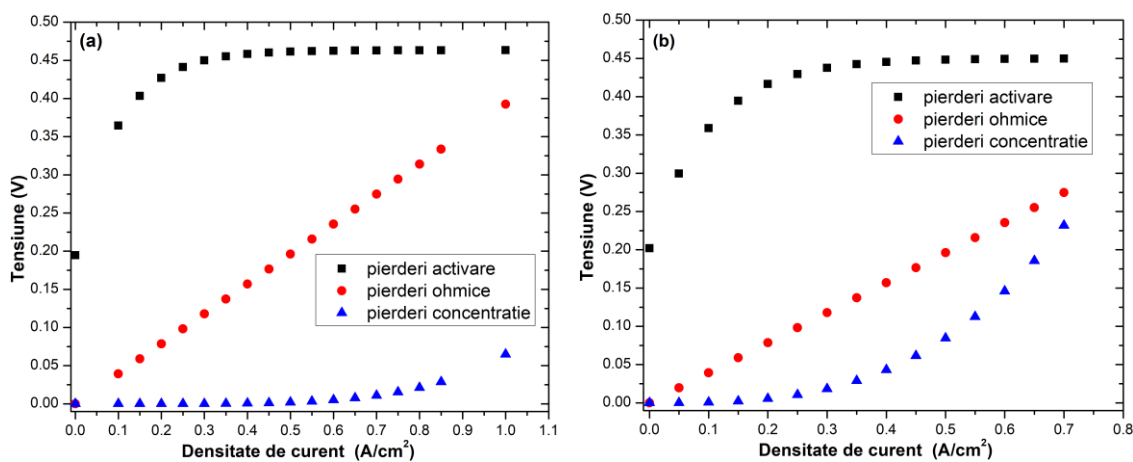 (a)
Tensiune (V)
0.50
0.45
0.40
0.35
0.30
0.25
0.20
0.15
0.10
0.05
0.00
pierderi activare
pierderi ohmice
pierderi concentratie
0.0 0.1 0.2 0.3 0.4 0.5 0.6 0.7 0.8 0.9 1.0 1.1
Densitate de curent (A/cm²)
(b)
Tensiune (V)
0.50
0.45
0.40
0.35
0.30
0.25
0.20
0.15
0.10
0.05
0.00
pierderi activare
pierderi ohmice
pierderi concentratie
0.0 0.1 0.2 0.3 0.4 0.5 0.6 0.7 0.8
Densitate de curent (A/cm²)